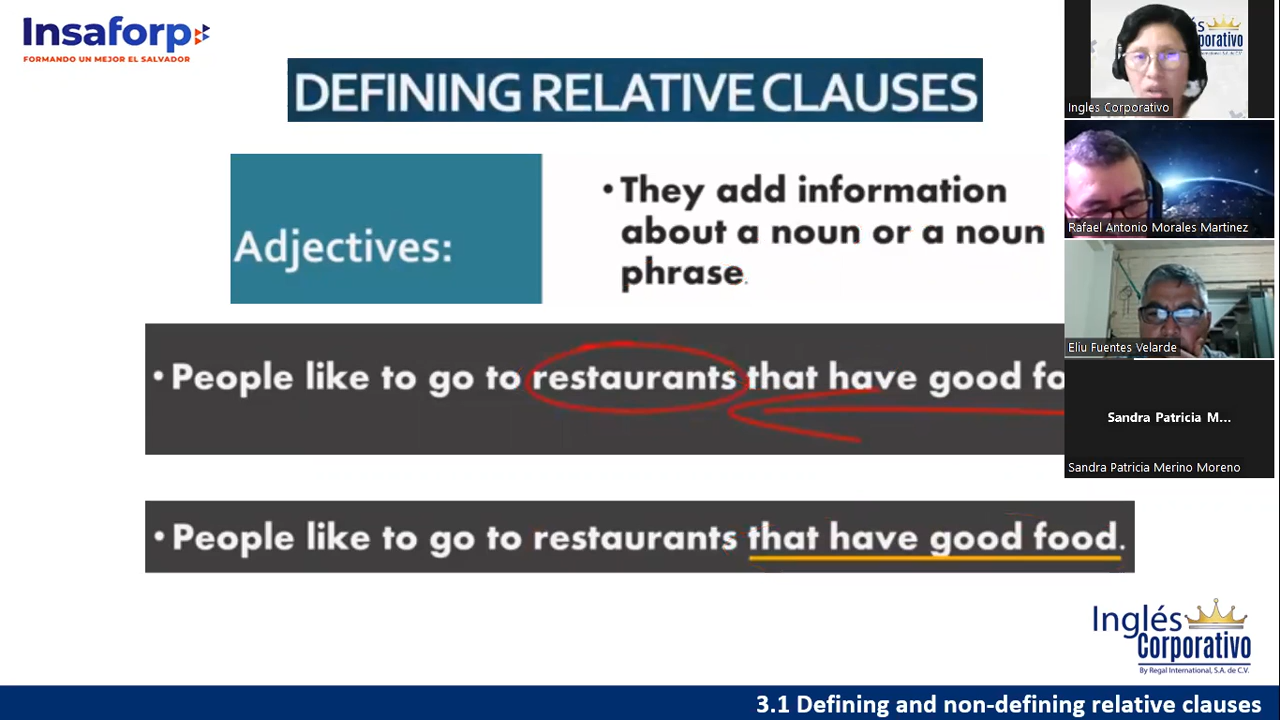 Insaforp
FORMANDO UN MEJOR EL SALVADOR
DEFINING RELATIVE CLAUSES
Adjectives:
• They add information
about a noun or a noun
phrase.
• People like to go to restaurants that have good fo
• People like to go to restaurants that have good food.
Inglés
Corporativo
By Regal International, S.A. de C.V.
3.1 Defining and non-defining relative clauses
és
orporativo
Ingles Corporativo
Rafael Antonio Morales Martinez
Eliu Fuentes Velarde
Sandra Patricia M...
Sandra Patricia Merino Moreno